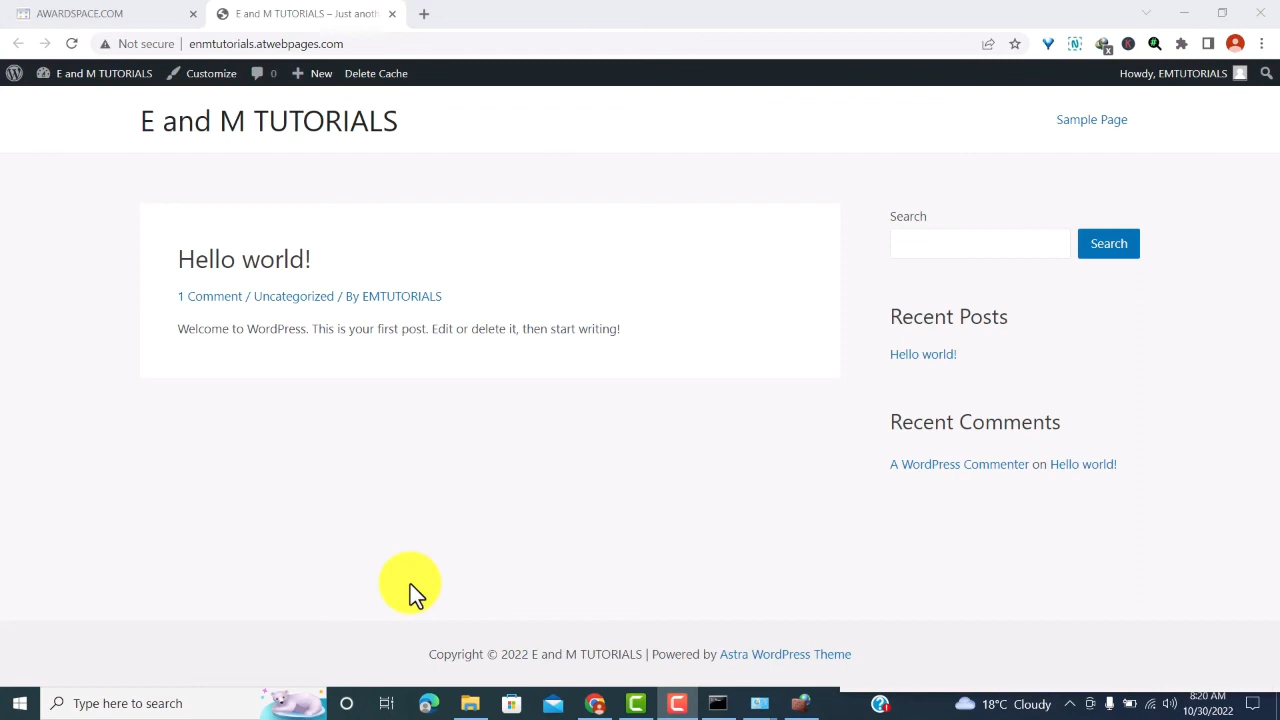 AWARDSPACE.COM
E and M TUTORIALS – Just anoth
Not secure | enmtutorials.atwebpages.com
E and M TUTORIALS Customize 0 New Delete Cache Howdy, EMTUTORIALS
E and M TUTORIALS
Sample Page
Hello world!
1 Comment / Uncategorized / By EMTUTORIALS
Welcome to WordPress. This is your first post. Edit or delete it, then start writing!
Search
Search
Recent Posts
Hello world!
Recent Comments
A WordPress Commenter on Hello world!
Copyright © 2022 E and M TUTORIALS | Powered by Astra WordPress Theme
Type here to search
18°C Cloudy
8:20 AM
10/30/2022